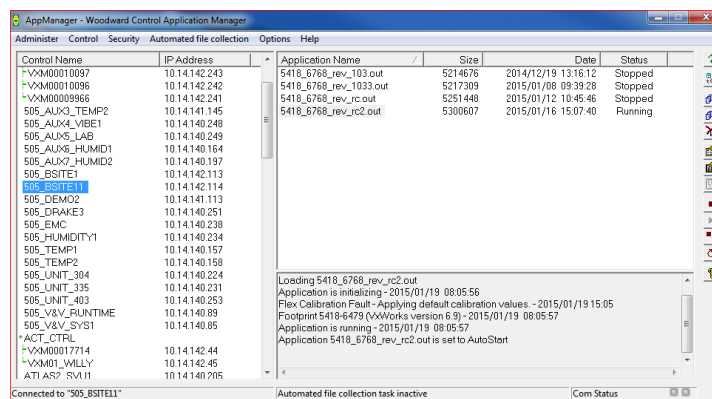 AppManager - Woodward Control Application Manager
Administer Control Security Automated file collection Options Help
Control Name IP Address
VXM00010097 10.14.142.243
VXM00010096 10.14.142.242
VXM00009966 10.14.142.241
505_AUX3_TEMP2 10.14.141.145
505_AUX4_VIBE1 10.14.140.248
505_AUX5_LAB 10.14.140.249
505_AUX6_HUMID1 10.14.140.164
505_AUX7_HUMID2 10.14.140.197
505_BSITE1 10.14.142.113
505_BSITE11 10.14.142.114
505_DEMO2 10.14.141.113
505_DRAKE3 10.14.140.251
505_EMC 10.14.140.238
505_HUMIDITY1 10.14.140.234
505_TEMP1 10.14.140.157
505_TEMP2 10.14.140.158
505_UNIT_304 10.14.140.224
505_UNIT_335 10.14.140.231
505_UNIT_403 10.14.140.253
505_V&V_RUNTIME 10.14.140.89
505_V&V_SYS1 10.14.140.85
ACT_CTRL
VXM00017714 10.14.142.44
VXM01_WILLY 10.14.142.45
ATLAS2_SVU1 10.14.140.205
Application Name Size Date Status
5418_6768_rev_103.out 5214676 2014/12/19 13:16:12 Stopped
5418_6768_rev_1033.out 5217309 2015/01/08 09:39:28 Stopped
5418_6768_rev_rc.out 5251448 2015/01/12 10:45:46 Stopped
5418_6768_rev_rc2.out 5300607 2015/01/16 15:07:40 Running
Loading 5418_6768_rev_rc2.out
Application is initializing - 2015/01/19 08:05:56
Flex Calibration Fault - Applying default calibration values. - 2015/01/19 15:05
Footprint 5418-6479 (VxWorks version 6.9) - 2015/01/19 08:05:57
Application is running - 2015/01/19 08:05:57
Application 5418_6768_rev_rc2.out is set to AutoStart
Connected to "505_BSITE11" Automated file collection task inactive Com Status